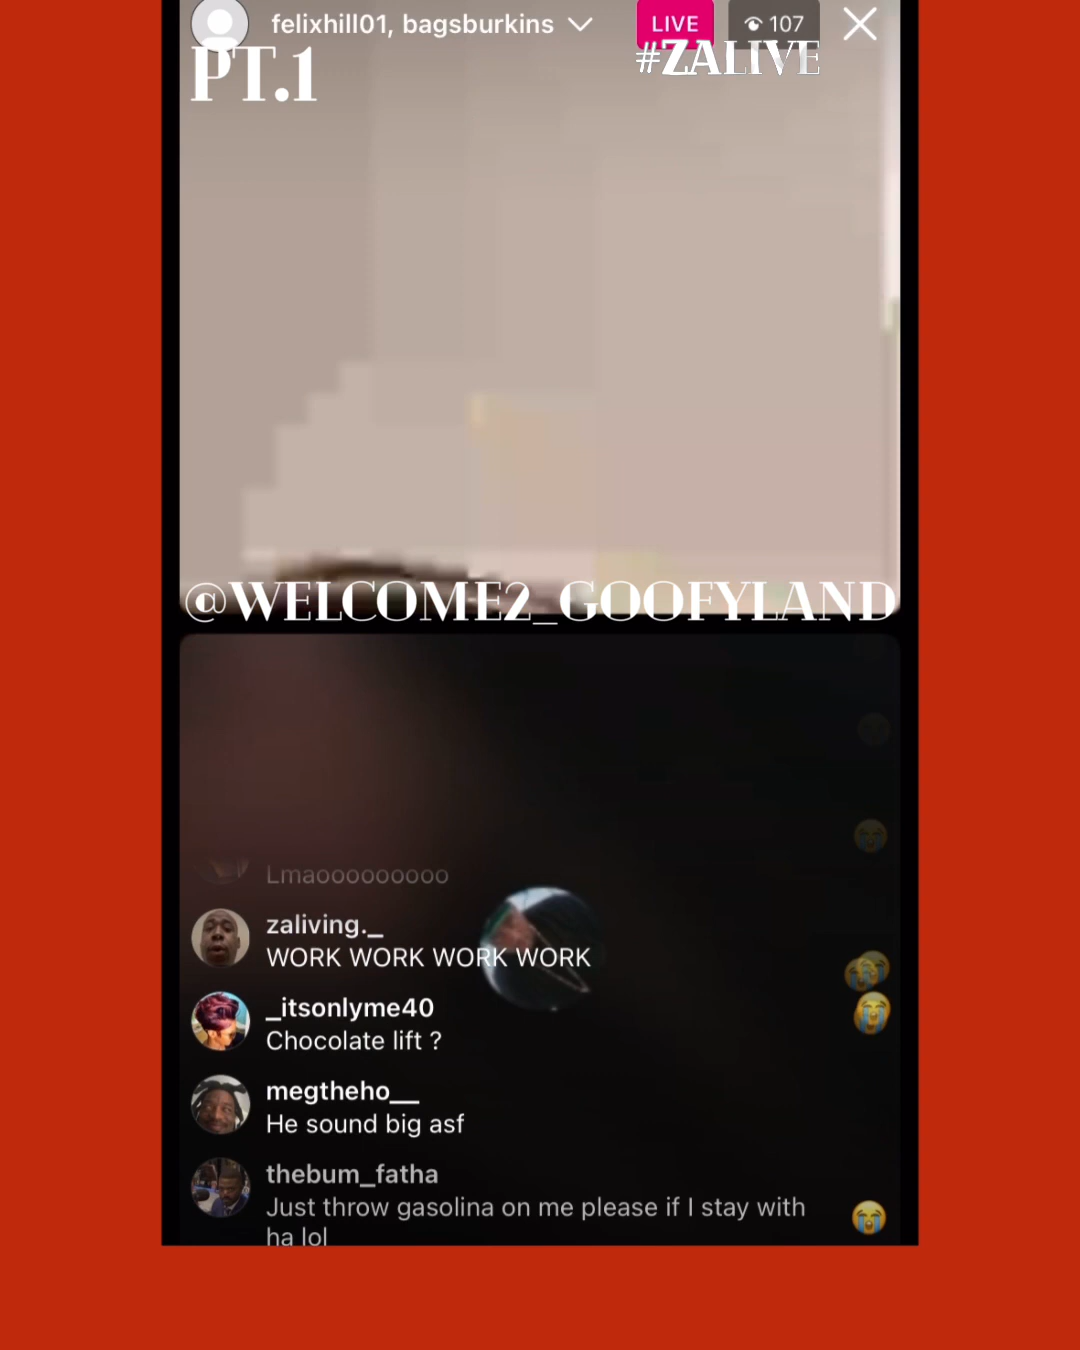 felixhill01, bagsburkins
LIVE
107
PT.1
#ZALIVE
@WELCOME2_GOOFYLAND
Lmaoooooooooo
zaliving._
WORK WORK WORK WORK
_itsonlyme40
Chocolate lift ?
megtheho__
He sound big asf
thebum_fatha
Just throw gasolina on me please if I stay with
ha lol